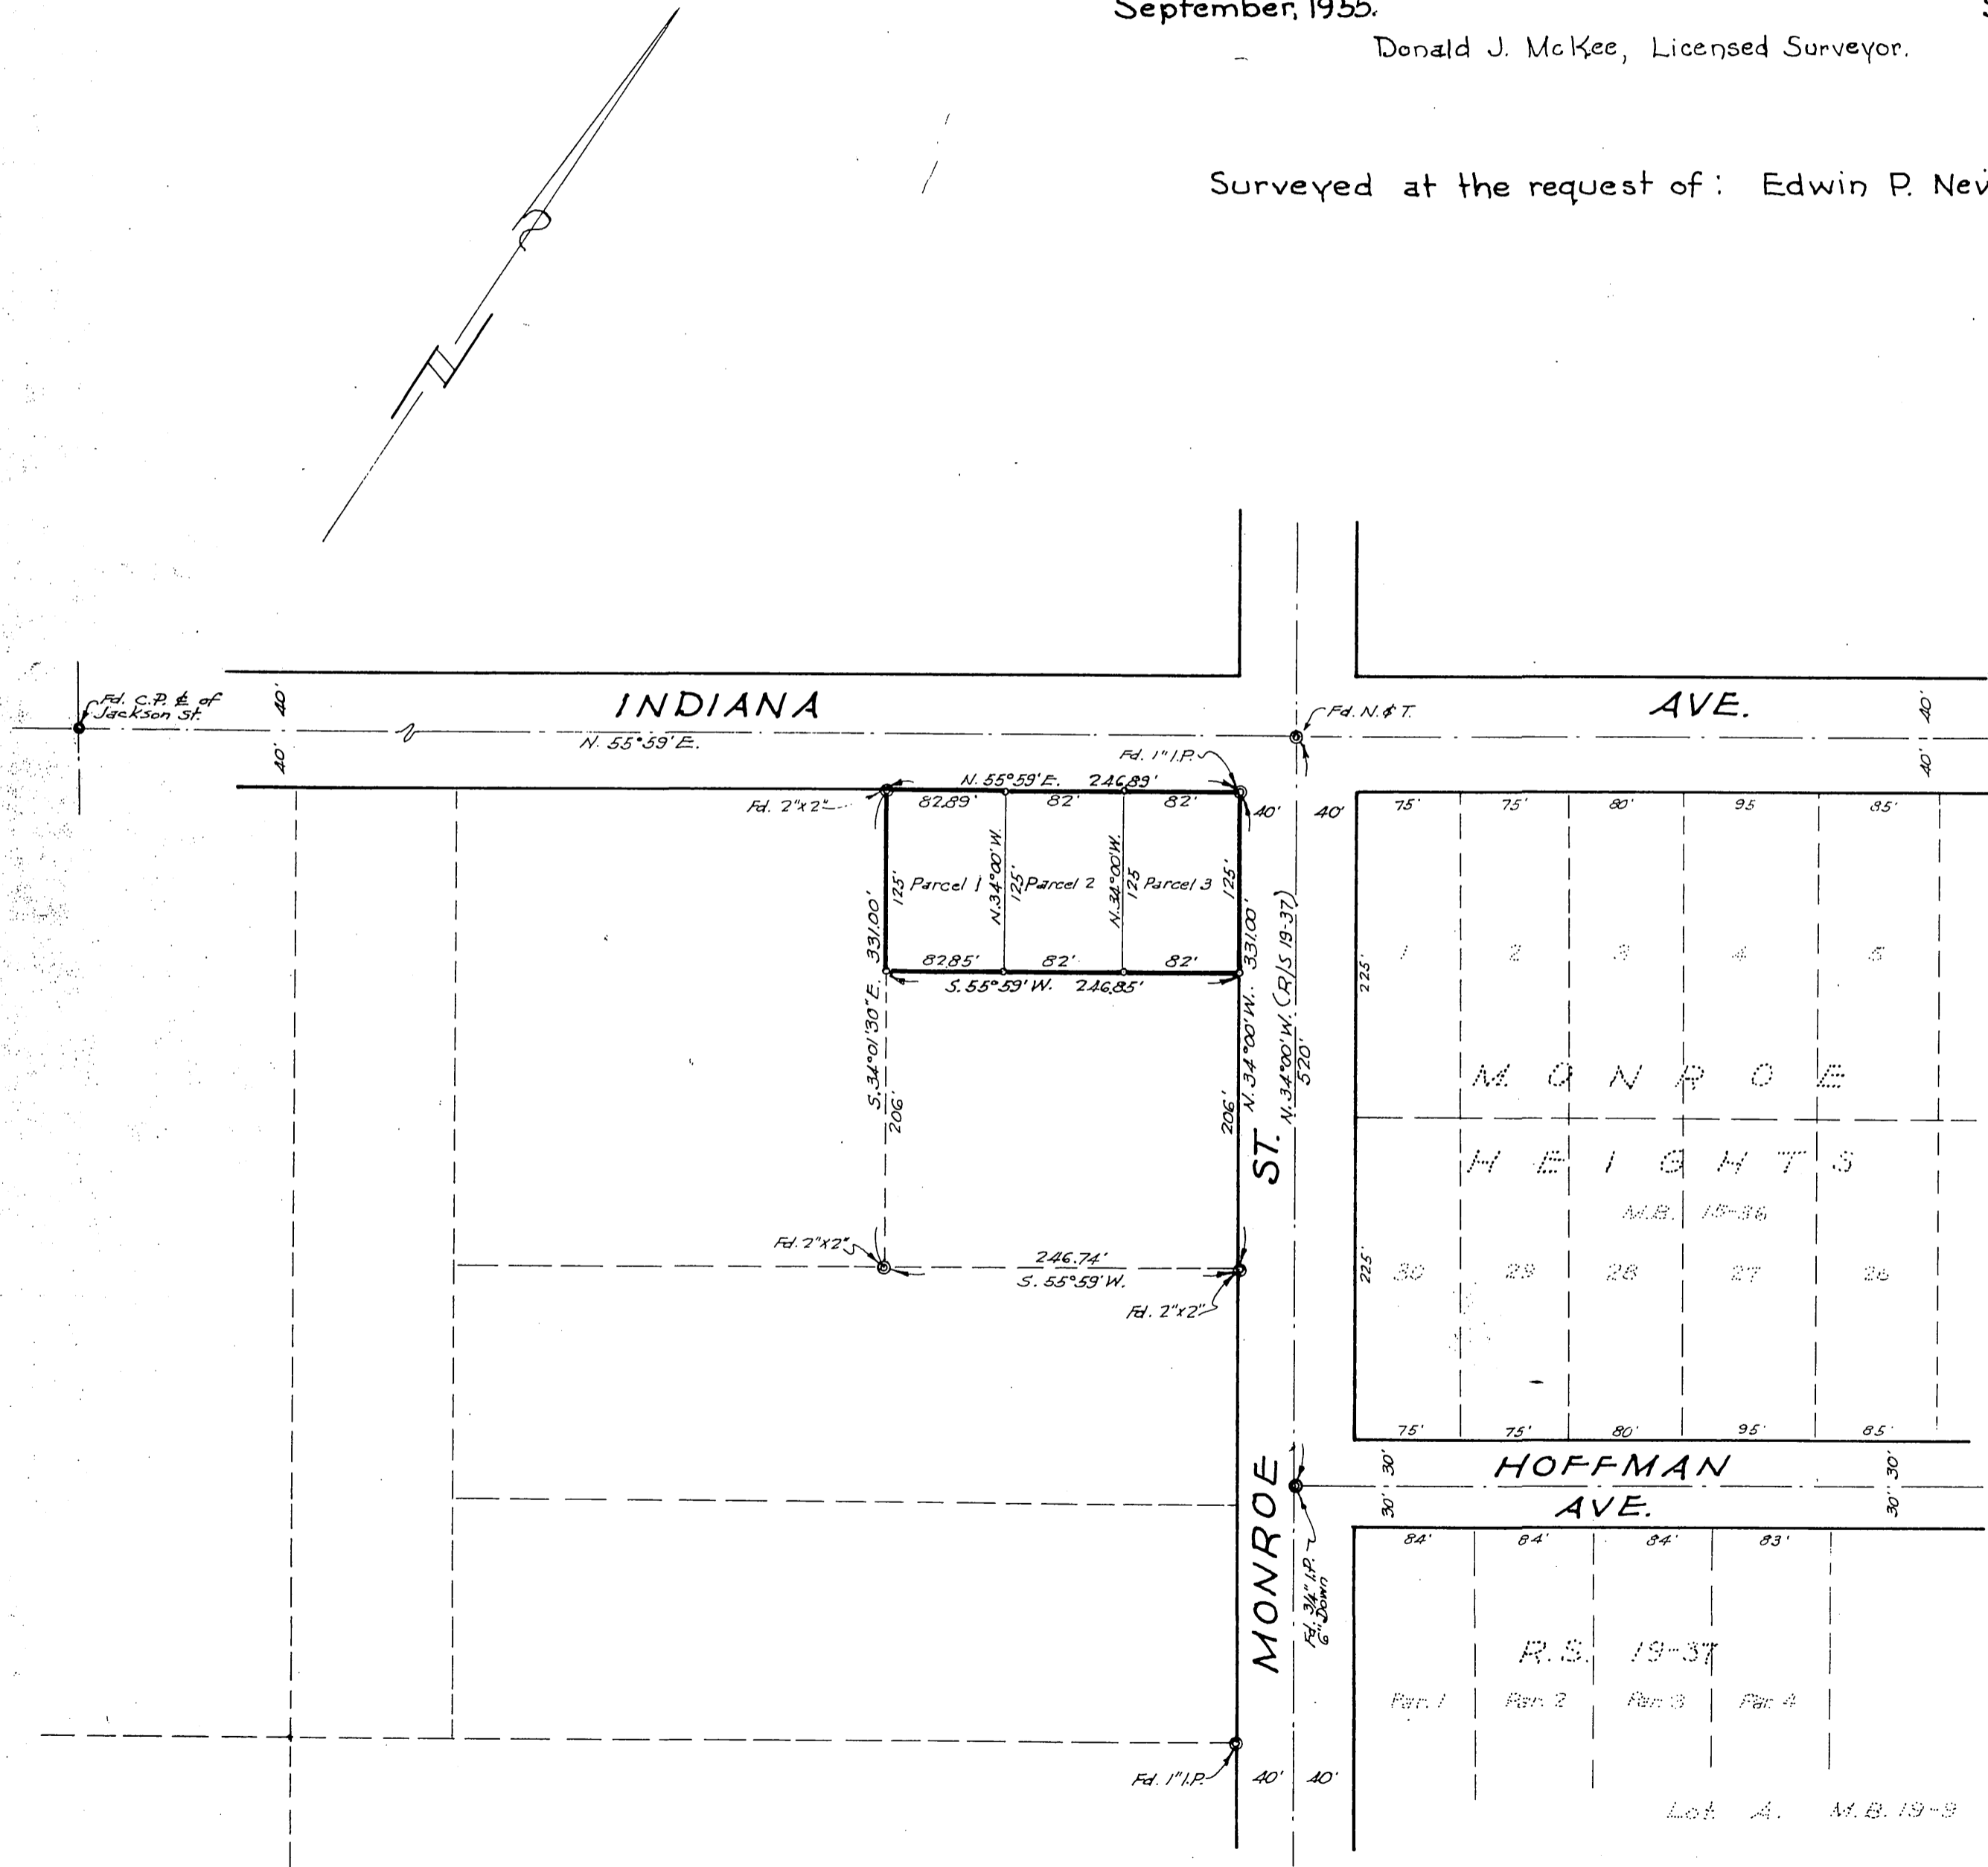 September, 1955.
Donald J. McKee, Licensed Surveyor.
Surveyed at the request of: Edwin P.
N
Fd. C.P. ℄ of
Jackson St.
40'
40'
INDIANA AVE.
N. 55°59'E.
Fd. N.&T.
40'
40'
Fd. 1" I.P.
Fd. 2"x2"
N. 55°59'E. 246.89'
82.89' 82' 82'
40' 40'
75' 75' 80' 95 85'
125' Parcel 1 N.34°00'W. 125' Parcel 2 N.34°00'W. 125 Parcel 3 125'
82.85' 82' 82'
S. 55°59'W. 246.85'
S.34°01'30"E. 331.00'
206'
N.34°00'W. 331.00'
206'
N.34°00'W. (R/S 19-37)
520'
MONROE ST.
225'
1 2 3 4 5
MONROE
HEIGHTS
M.B. 15-36
225'
30 29 28 27 26
75' 75' 80' 95' 85'
Fd. 2"x2"
246.74'
S. 55°59'W.
Fd. 2"x2"
30' 30'
HOFFMAN
30' 30'
AVE.
Fd. 3/4" I.P.
6" Down
84' 84' 84' 83'
R.S. 19-37
Par. 1 Par. 2 Par. 3 Par. 4
Fd. 1" I.P.
40' 40'
Lot A. M.B. 19-9